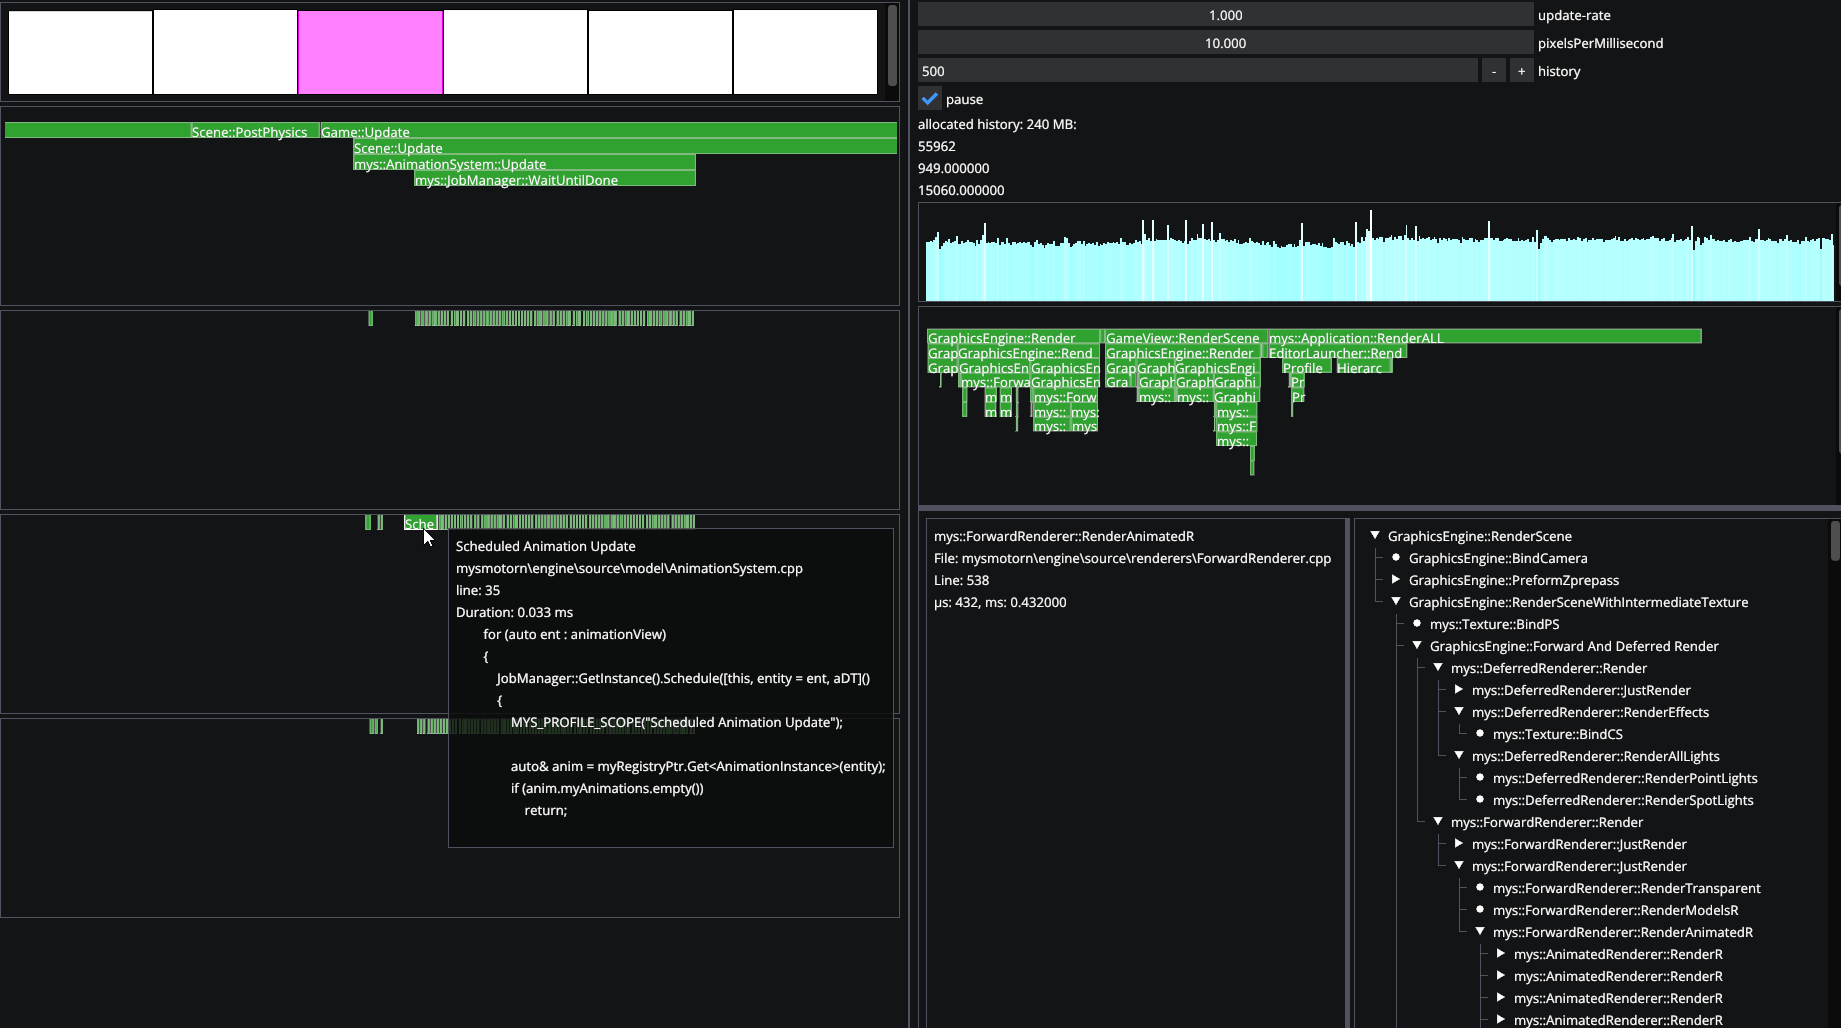 Scene::PostPhysics
Game::Update
Scene::Update
mys::AnimationSystem::Update
mys::JobManager::WaitUntilDone
Sche
Scheduled Animation Update
mysmotorn\engine\source\model\AnimationSystem.cpp
line: 35
Duration: 0.033 ms
for (auto ent : animationView)
{
JobManager::GetInstance().Schedule([this, entity = ent, aDT]()
{
MYS_PROFILE_SCOPE("Scheduled Animation Update");
auto& anim = myRegistryPtr.Get<AnimationInstance>(entity);
if (anim.myAnimations.empty())
return;
1.000 update-rate
10.000 pixelsPerMillisecond
500 - + history
pause
allocated history: 240 MB:
55962
949.000000
15060.000000
GraphicsEngine::Render GameView::RenderScene mys::Application::RenderALL
Grap GraphicsEngine::Rend GraphicsEngine::Render EditorLauncher::Rend
Grap GraphicsEn GraphicsEn Grap Graph GraphicsEngi Profile Hierarc
mys::Forwa GraphicsEn Gra Graph Graph Graphi Pr
m m mys::Forw mys:: mys:: Graphi Pr
m m mys:: mys: mys::
mys:: mys mys::F
mys::
mys::ForwardRenderer::RenderAnimatedR
File: mysmotorn\engine\source\renderers\ForwardRenderer.cpp
Line: 538
µs: 432, ms: 0.432000
GraphicsEngine::RenderScene
GraphicsEngine::BindCamera
GraphicsEngine::PreformZprepass
GraphicsEngine::RenderSceneWithIntermediateTexture
mys::Texture::BindPS
GraphicsEngine::Forward And Deferred Render
mys::DeferredRenderer::Render
mys::DeferredRenderer::JustRender
mys::DeferredRenderer::RenderEffects
mys::Texture::BindCS
mys::DeferredRenderer::RenderAllLights
mys::DeferredRenderer::RenderPointLights
mys::DeferredRenderer::RenderSpotLights
mys::ForwardRenderer::Render
mys::ForwardRenderer::JustRender
mys::ForwardRenderer::JustRender
mys::ForwardRenderer::RenderTransparent
mys::ForwardRenderer::RenderModelsR
mys::ForwardRenderer::RenderAnimatedR
mys::AnimatedRenderer::RenderR
mys::AnimatedRenderer::RenderR
mys::AnimatedRenderer::RenderR
mys::AnimatedRenderer::RenderR